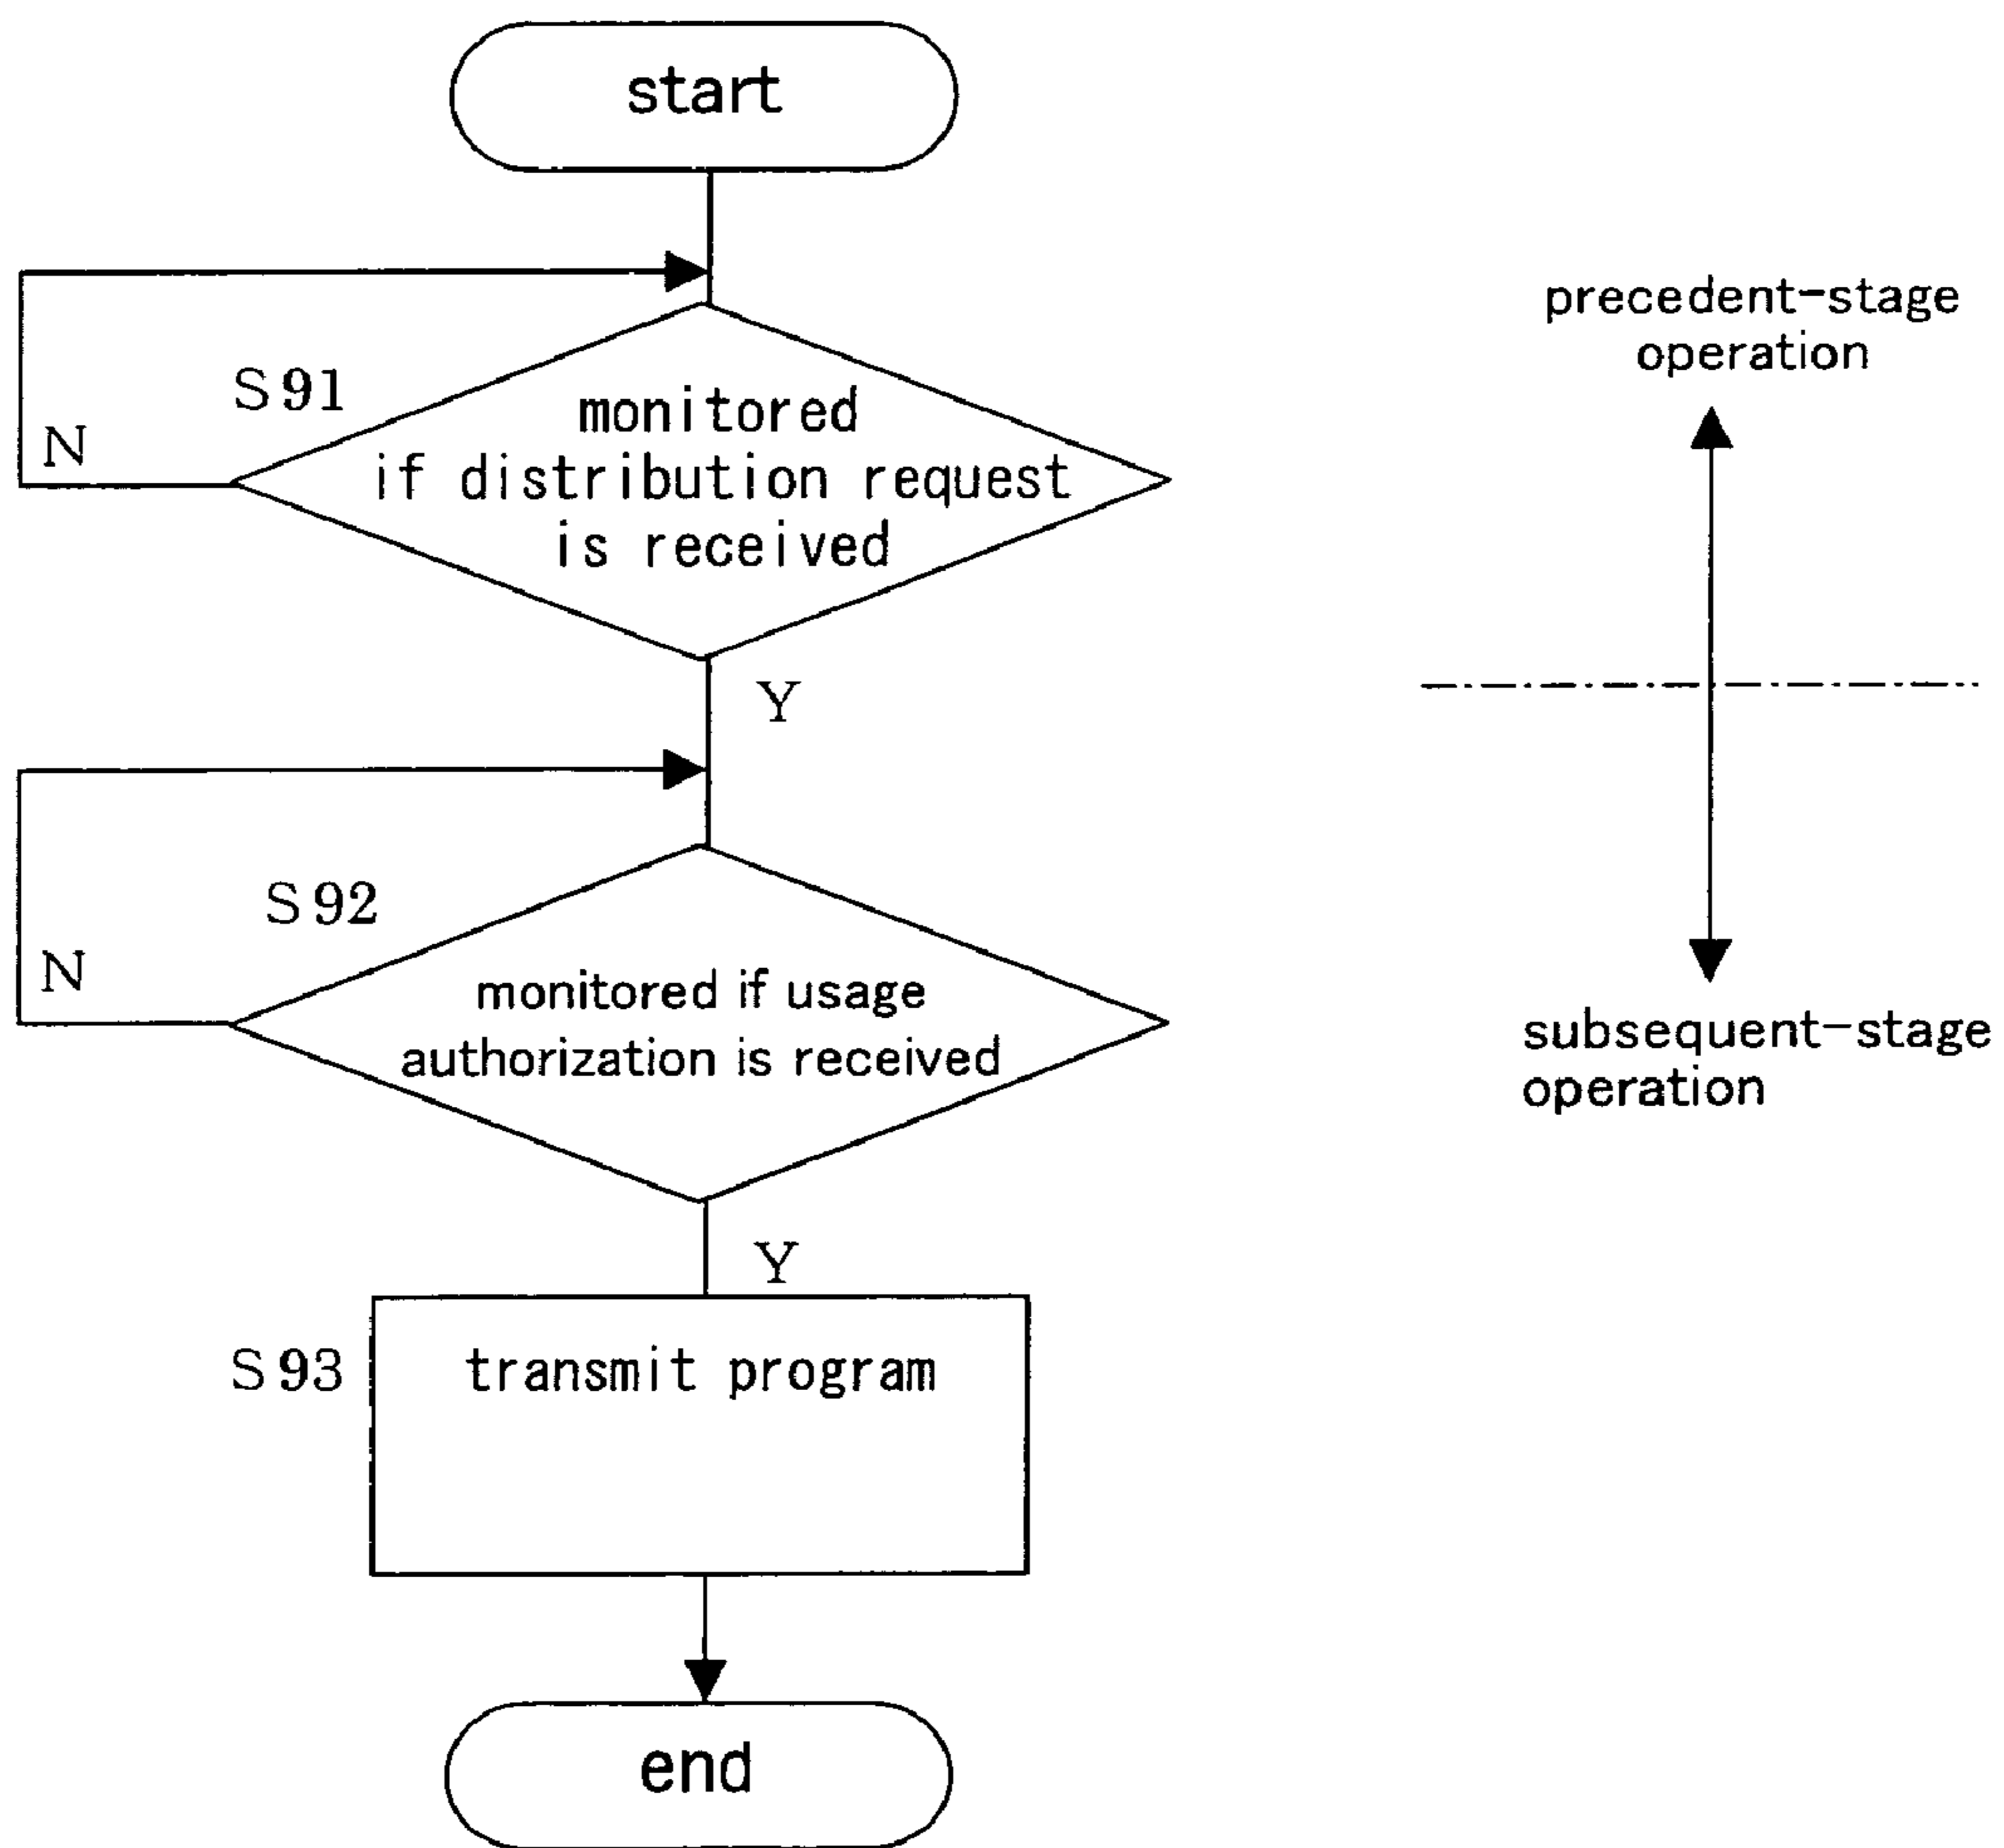 start
S91
N
monitored
if distribution request
is received
Y
precedent-stage
operation
S92
N
monitored if usage
authorization is received
Y
subsequent-stage
operation
S93
transmit program
end